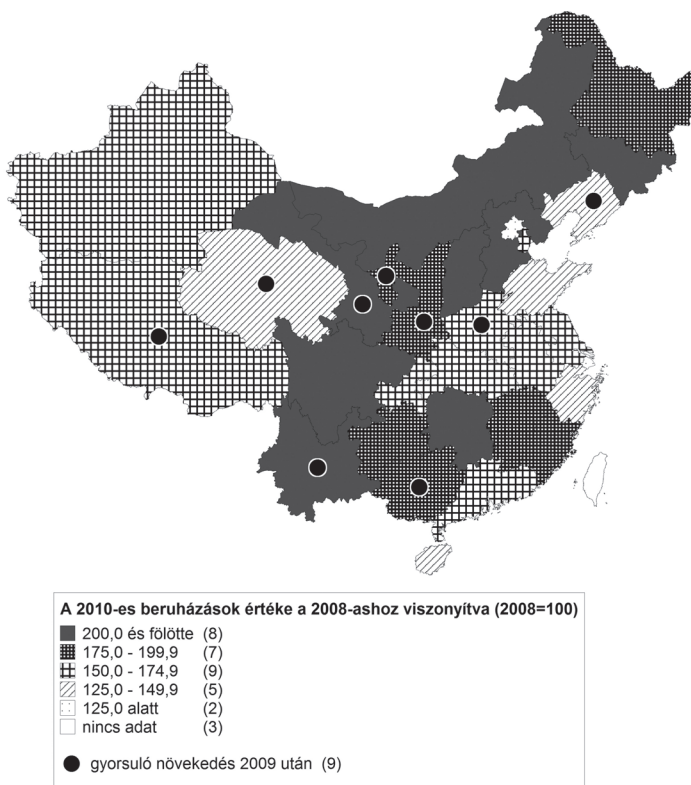 A 2010-es beruházások értéke a 2008-ashoz viszonyítva (2008=100)
200,0 és fölötte (8)
175,0 - 199,9 (7)
150,0 - 174,9 (9)
125,0 - 149,9 (5)
125,0 alatt (2)
nincs adat (3)
gyorsuló növekedés 2009 után (9)